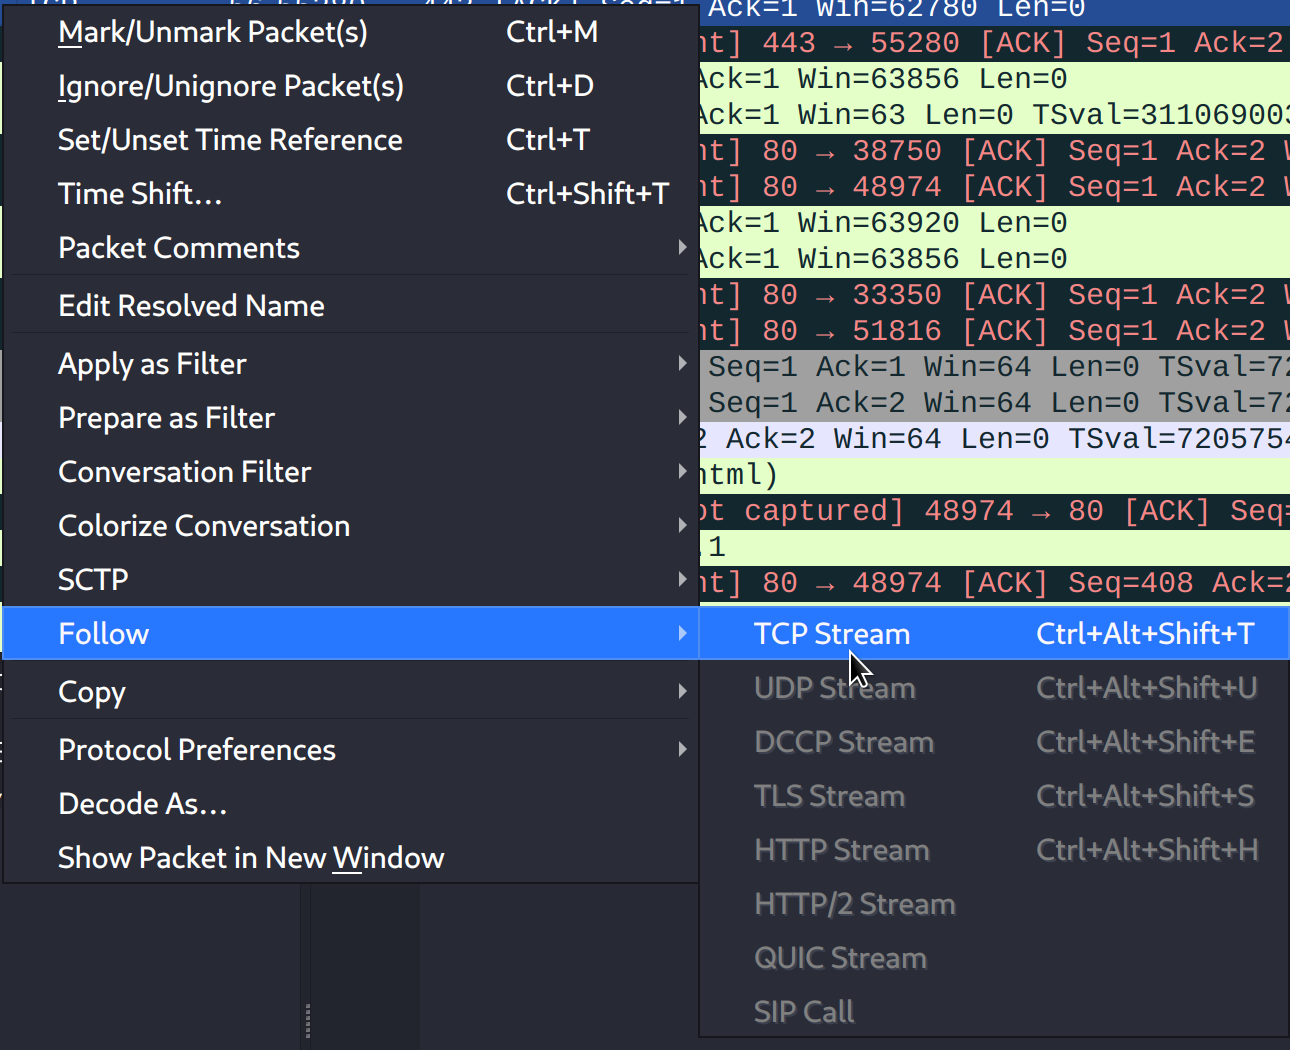 Ack=1 Win=62780 Len=0
Mark/Unmark Packet(s) Ctrl+M
nt] 443 → 55280 [ACK] Seq=1 Ack=2
Ignore/Unignore Packet(s) Ctrl+D
Ack=1 Win=63856 Len=0
Ack=1 Win=63 Len=0 TSval=311069003
Set/Unset Time Reference Ctrl+T
nt] 80 → 38750 [ACK] Seq=1 Ack=2 W
Time Shift... Ctrl+Shift+T
nt] 80 → 48974 [ACK] Seq=1 Ack=2 W
Ack=1 Win=63920 Len=0
Packet Comments
Ack=1 Win=63856 Len=0
Edit Resolved Name
nt] 80 → 33350 [ACK] Seq=1 Ack=2 W
nt] 80 → 51816 [ACK] Seq=1 Ack=2 W
Apply as Filter
Seq=1 Ack=1 Win=64 Len=0 TSval=72
Prepare as Filter
Seq=1 Ack=2 Win=64 Len=0 TSval=72
2 Ack=2 Win=64 Len=0 TSval=7205754
Conversation Filter
html)
Colorize Conversation
ot captured] 48974 → 80 [ACK] Seq=
.1
SCTP
nt] 80 → 48974 [ACK] Seq=408 Ack=2
Follow
TCP Stream Ctrl+Alt+Shift+T
UDP Stream Ctrl+Alt+Shift+U
DCCP Stream Ctrl+Alt+Shift+E
TLS Stream Ctrl+Alt+Shift+S
HTTP Stream Ctrl+Alt+Shift+H
HTTP/2 Stream
QUIC Stream
SIP Call
Copy
Protocol Preferences
Decode As...
Show Packet in New Window